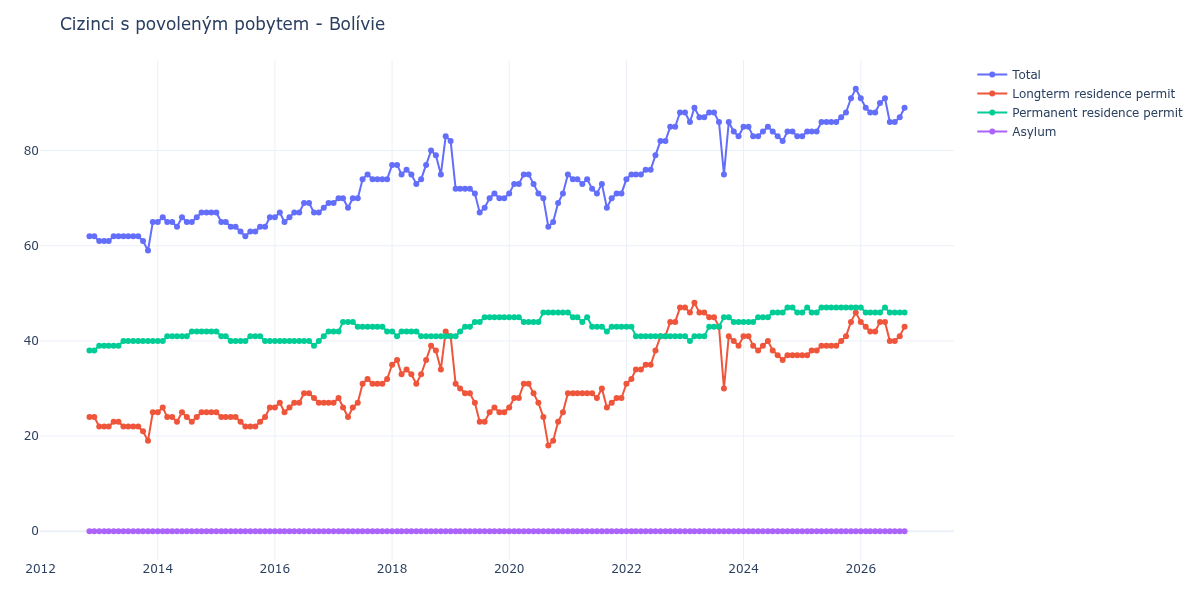 Cizinci s povoleným pobytem - Bolívie
Total
Longterm residence permit
Permanent residence permit
Asylum
80
60
40
20
0
2012
2014
2016
2018
2020
2022
2024
2026